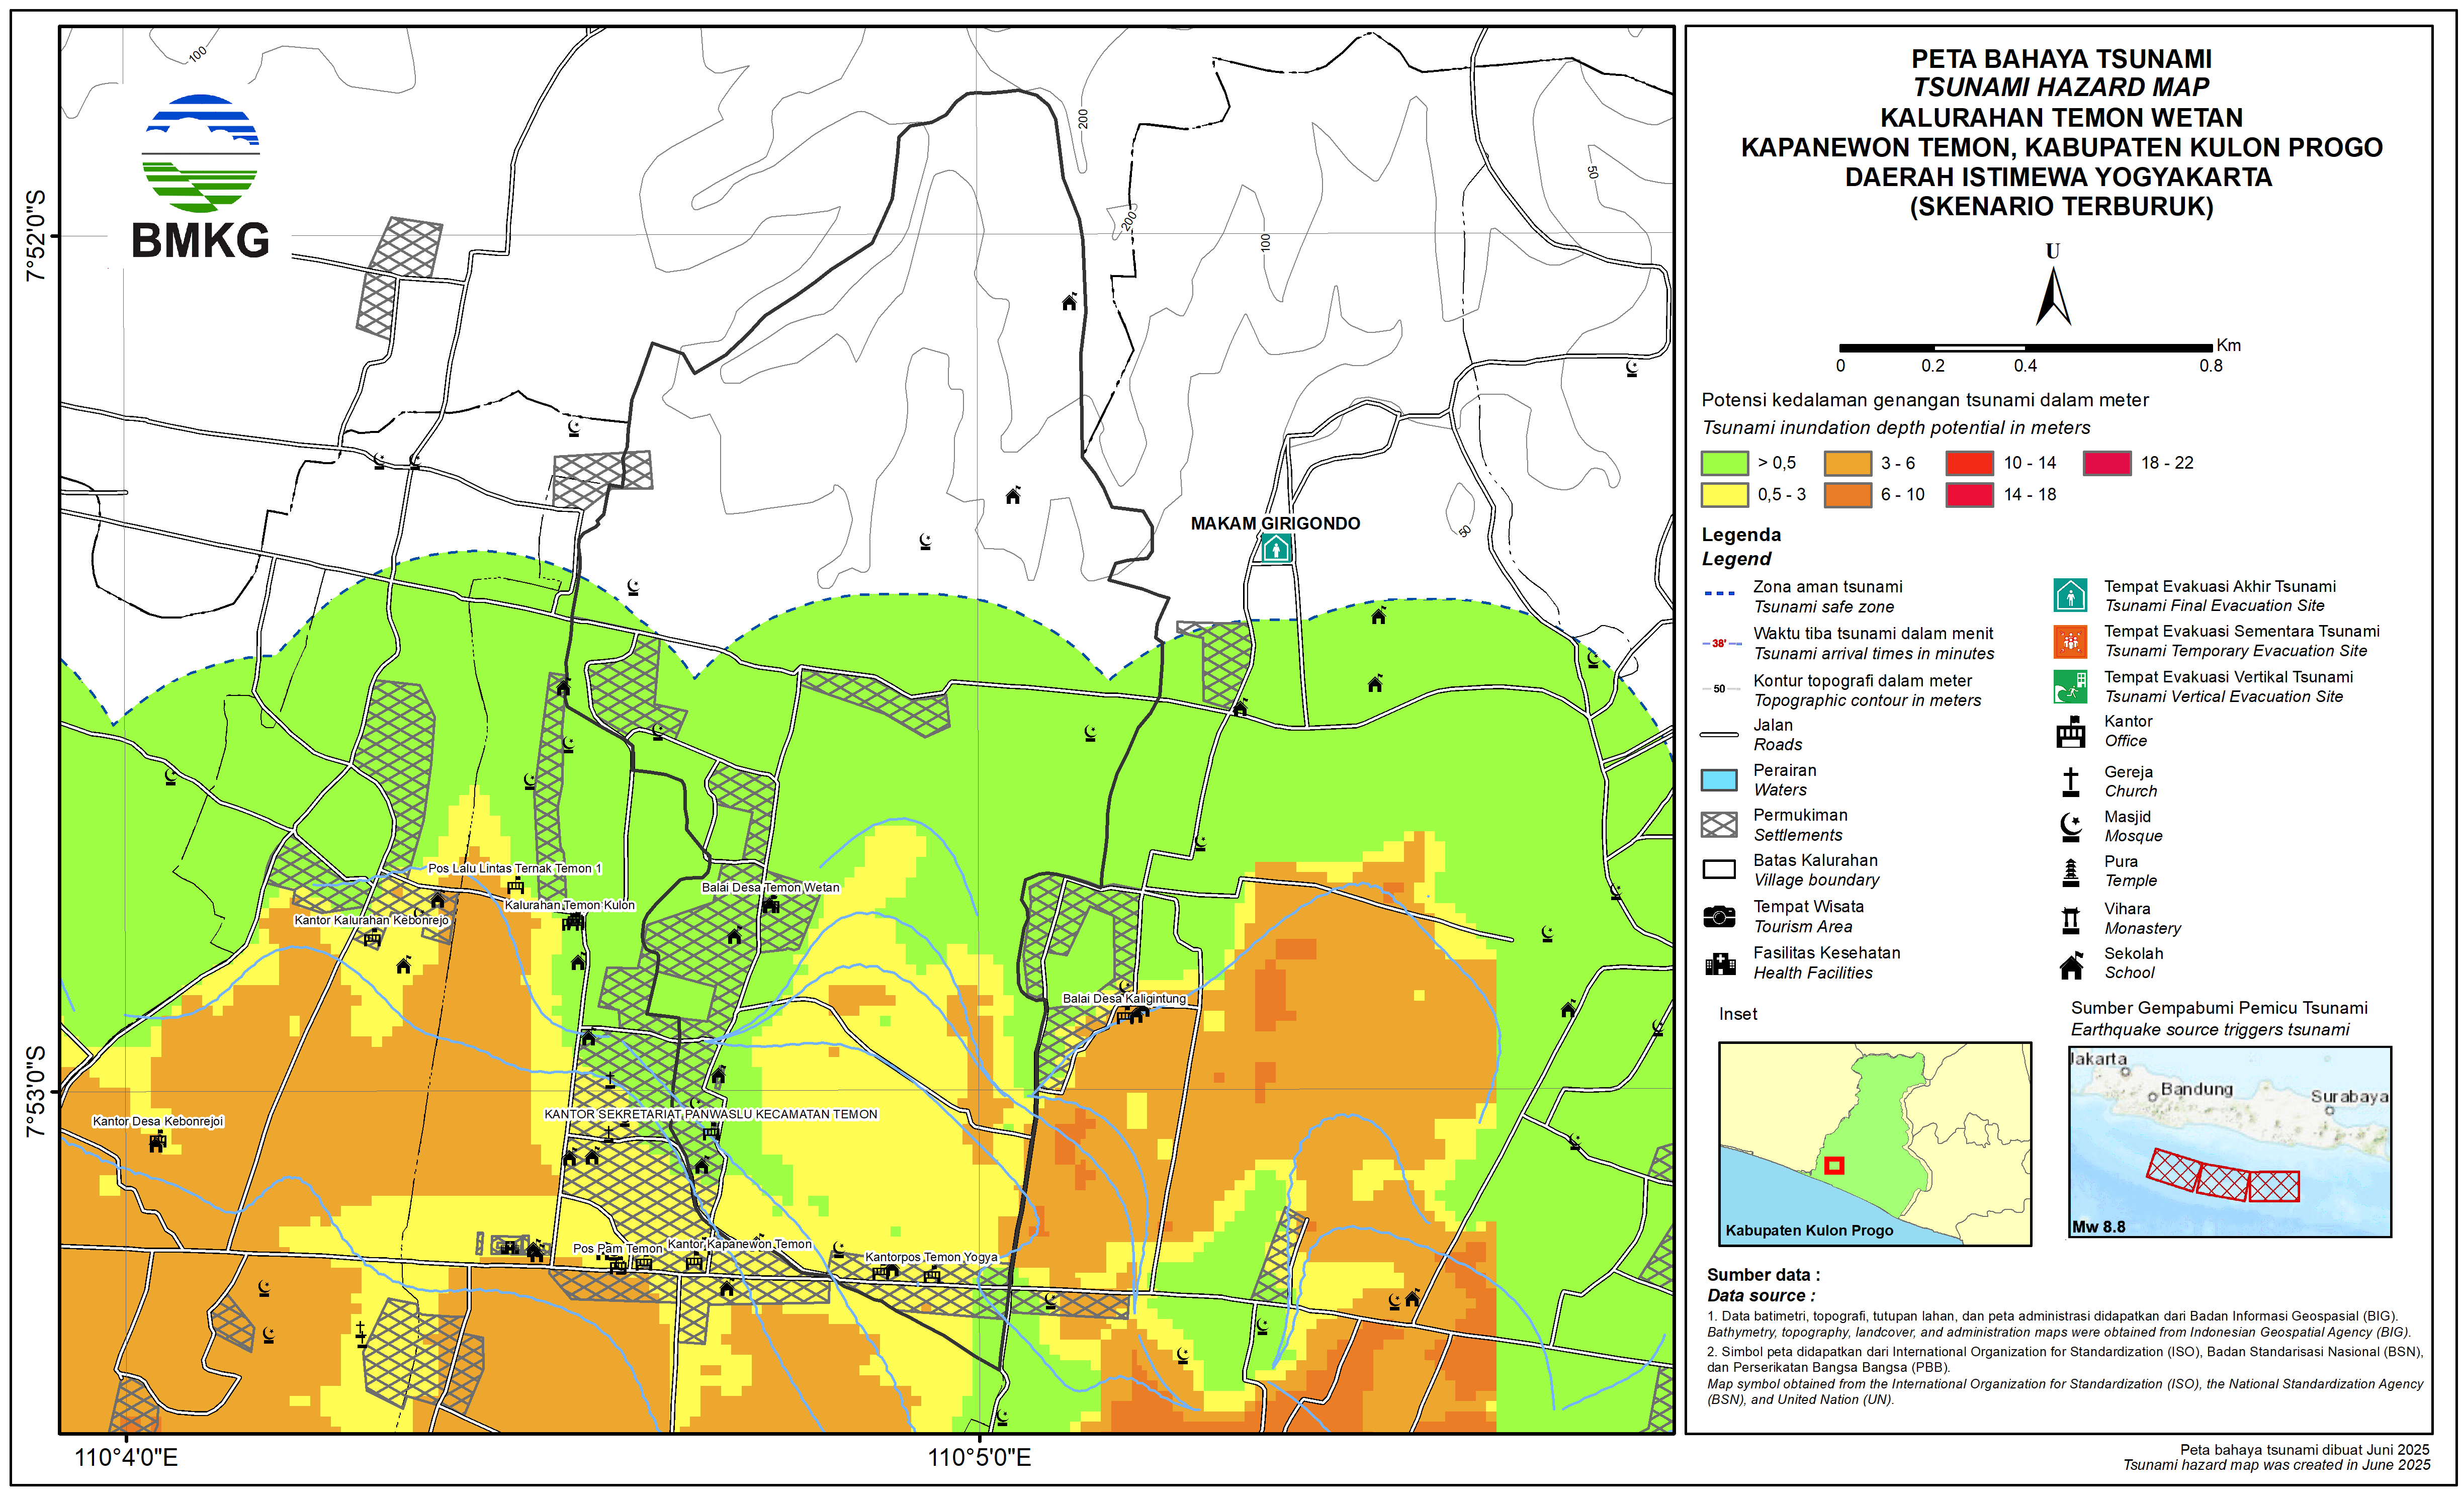 PETA BAHAYA TSUNAMI
TSUNAMI HAZARD MAP
KALURAHAN TEMON WETAN
KAPANEWON TEMON, KABUPATEN KULON PROGO
DAERAH ISTIMEWA YOGYAKARTA
(SKENARIO TERBURUK)
U
Km
0
0.2
0.4
0.8
Potensi kedalaman genangan tsunami dalam meter
Tsunami inundation depth potential in meters
> 0,5
3 - 6
10 - 14
18 - 22
0,5 - 3
6 - 10
14 - 18
Legenda
Legend
Zona aman tsunami
Tsunami safe zone
38'
Waktu tiba tsunami dalam menit
Tsunami arrival times in minutes
50
Kontur topografi dalam meter
Topographic contour in meters
Jalan
Roads
Perairan
Waters
Permukiman
Settlements
Batas Kalurahan
Village boundary
Tempat Wisata
Tourism Area
Fasilitas Kesehatan
Health Facilities
Tempat Evakuasi Akhir Tsunami
Tsunami Final Evacuation Site
Tempat Evakuasi Sementara Tsunami
Tsunami Temporary Evacuation Site
Tempat Evakuasi Vertikal Tsunami
Tsunami Vertical Evacuation Site
Kantor
Office
Gereja
Church
Masjid
Mosque
Pura
Temple
Vihara
Monastery
Sekolah
School
Inset
Kabupaten Kulon Progo
Sumber Gempabumi Pemicu Tsunami
Earthquake source triggers tsunami
Jakarta
Bandung
Surabaya
Mw 8.8
Sumber data :
Data source :
1. Data batimetri, topografi, tutupan lahan, dan peta administrasi didapatkan dari Badan Informasi Geospasial (BIG).
Bathymetry, topography, landcover, and administration maps were obtained from Indonesian Geospatial Agency (BIG).
2. Simbol peta didapatkan dari International Organization for Standardization (ISO), Badan Standarisasi Nasional (BSN),
dan Perserikatan Bangsa Bangsa (PBB).
Map symbol obtained from the International Organization for Standardization (ISO), the National Standardization Agency
(BSN), and United Nation (UN).
Peta bahaya tsunami dibuat Juni 2025
Tsunami hazard map was created in June 2025
BMKG
100
200
200
100
50
50
MAKAM GIRIGONDO
Pos Lalu Lintas Ternak Temon 1
Balai Desa Temon Wetan
Kalurahan Temon Kulon
Kantor Kalurahan Kebonrejo
Balai Desa Kaligintung
KANTOR SEKRETARIAT PANWASLU KECAMATAN TEMON
Kantor Desa Kebonrejoi
Pos Pam Temon
Kantor Kapanewon Temon
Kantorpos Temon Yogya
7°52'0"S
7°53'0"S
110°4'0"E
110°5'0"E